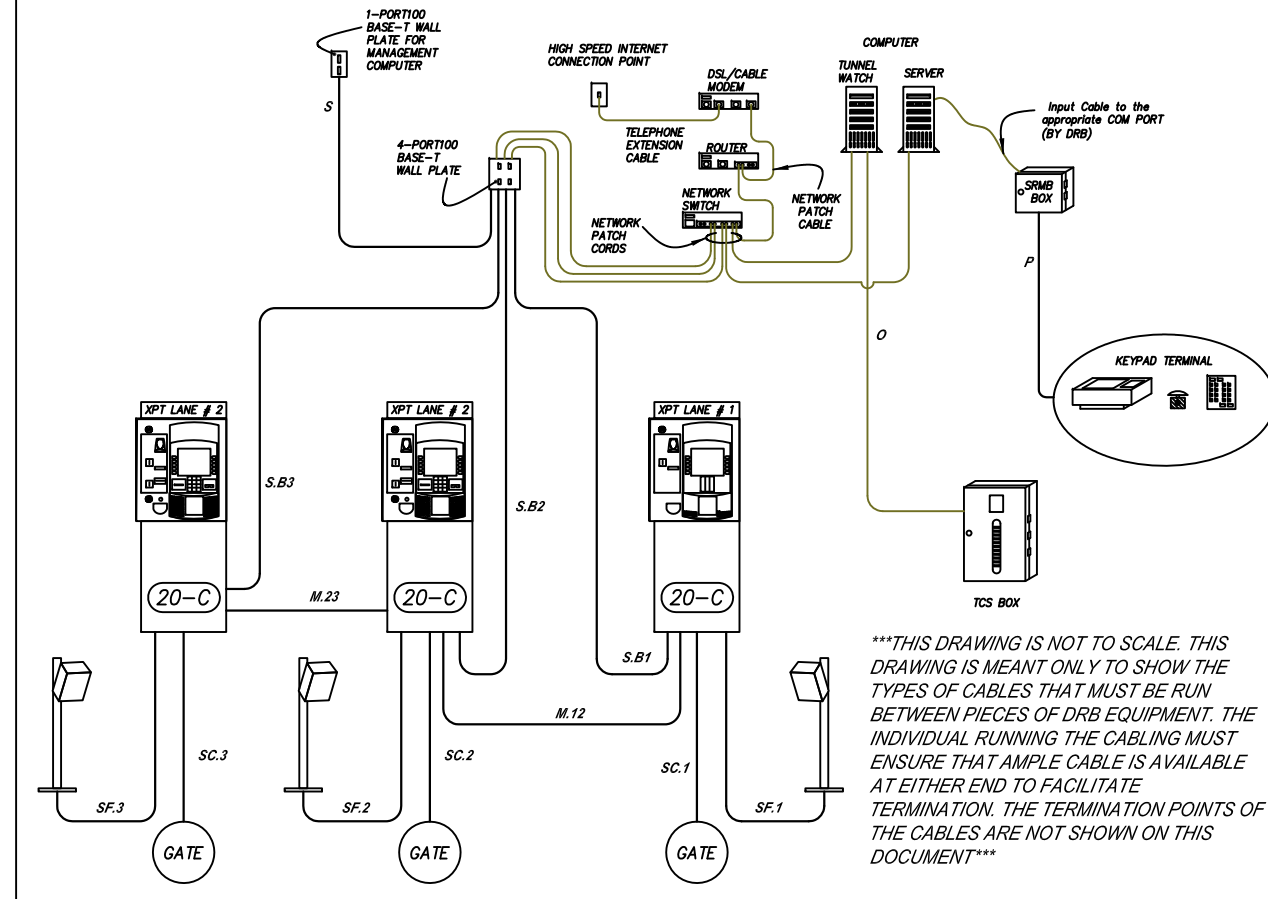 1-PORT100
BASE-T WALL
PLATE FOR
MANAGEMENT
COMPUTER
S
4-PORT100
BASE-T
WALL PLATE
HIGH SPEED INTERNET
CONNECTION POINT
DSL/CABLE
MODEM
TELEPHONE
EXTENSION
CABLE
ROUTER
NETWORK
SWITCH
NETWORK
PATCH
CORDS
NETWORK
PATCH
CABLE
COMPUTER
TUNNEL
WATCH
SERVER
Input Cable to the
appropriate COM PORT
(BY DRB)
SRMB
BOX
P
O
KEYPAD TERMINAL
TCS BOX
XPT LANE # 2
XPT LANE # 2
XPT LANE # 1
S.B3
S.B2
S.B1
20-C
20-C
20-C
M.23
M.12
SC.3
SC.2
SC.1
SF.3
SF.2
SF.1
GATE
GATE
GATE
***THIS DRAWING IS NOT TO SCALE. THIS
DRAWING IS MEANT ONLY TO SHOW THE
TYPES OF CABLES THAT MUST BE RUN
BETWEEN PIECES OF DRB EQUIPMENT. THE
INDIVIDUAL RUNNING THE CABLING MUST
ENSURE THAT AMPLE CABLE IS AVAILABLE
AT EITHER END TO FACILITATE
TERMINATION. THE TERMINATION POINTS OF
THE CABLES ARE NOT SHOWN ON THIS
DOCUMENT***